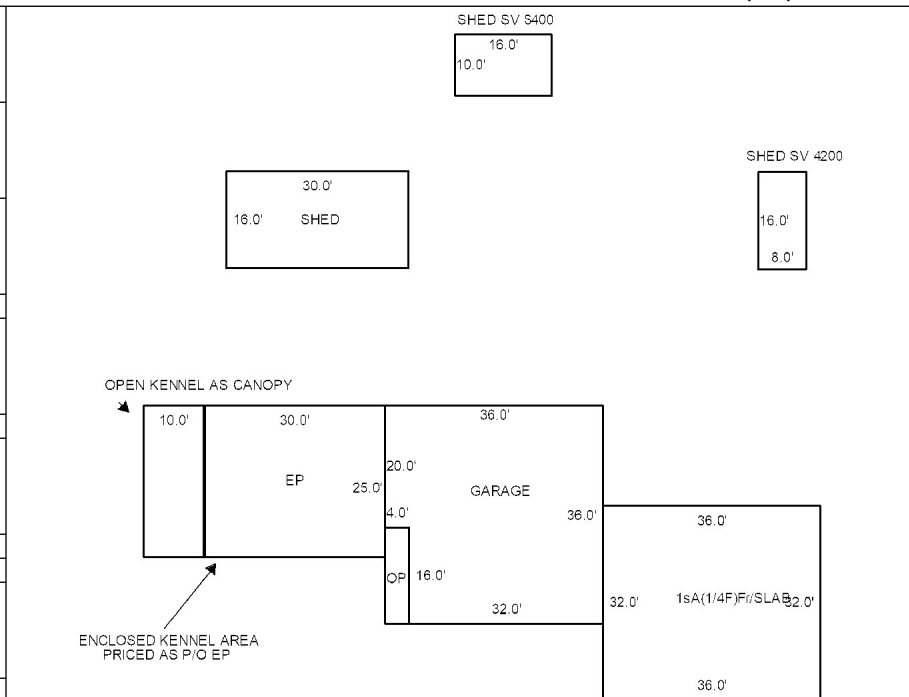 SHED SV S400
16.0'
10.0'
SHED SV 4200
30.0'
16.0' SHED
16.0'
8.0'
OPEN KENNEL AS CANOPY
10.0'
30.0'
36.0'
20.0'
EP
25.0'
GARAGE
4.0'
36.0'
36.0'
OP
16.0'
32.0'
32.0'
1sA(1/4F)Fr/SLAB
32.0'
ENCLOSED KENNEL AREA
PRICED AS P/O EP
36.0'